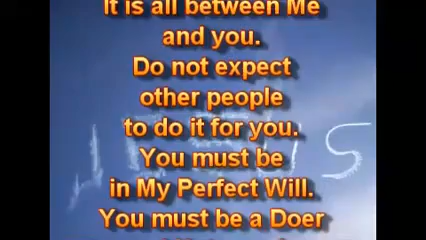 It is all between Me
and you.
Do not expect
other people
to do it for you.
You must be
in My Perfect Will.
You must be a Doer
JESUS